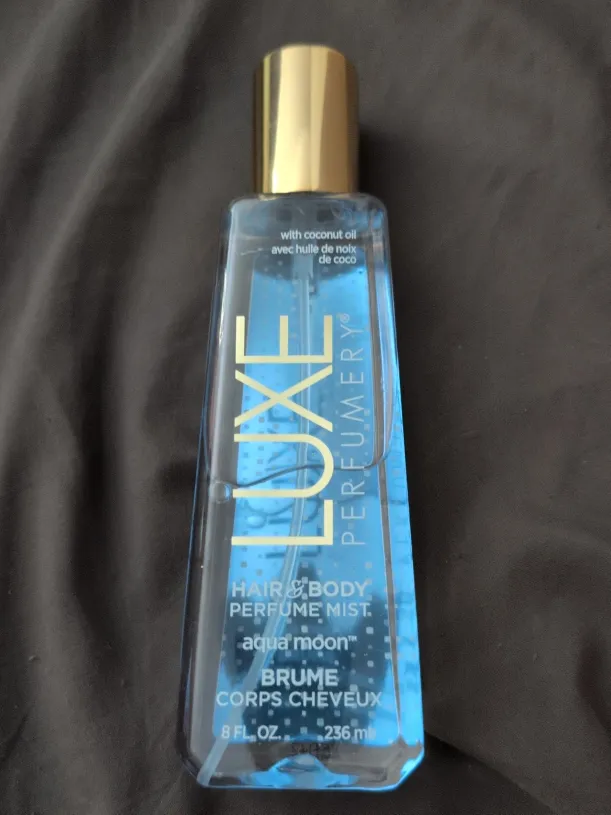 with coconut oil
avec huile de noix
de coco
LUXE
PERFUMERY®
HAIR & BODY
PERFUME MIST
aqua moon™
BRUME
CORPS CHEVEUX
8 FL. OZ. 236 ml